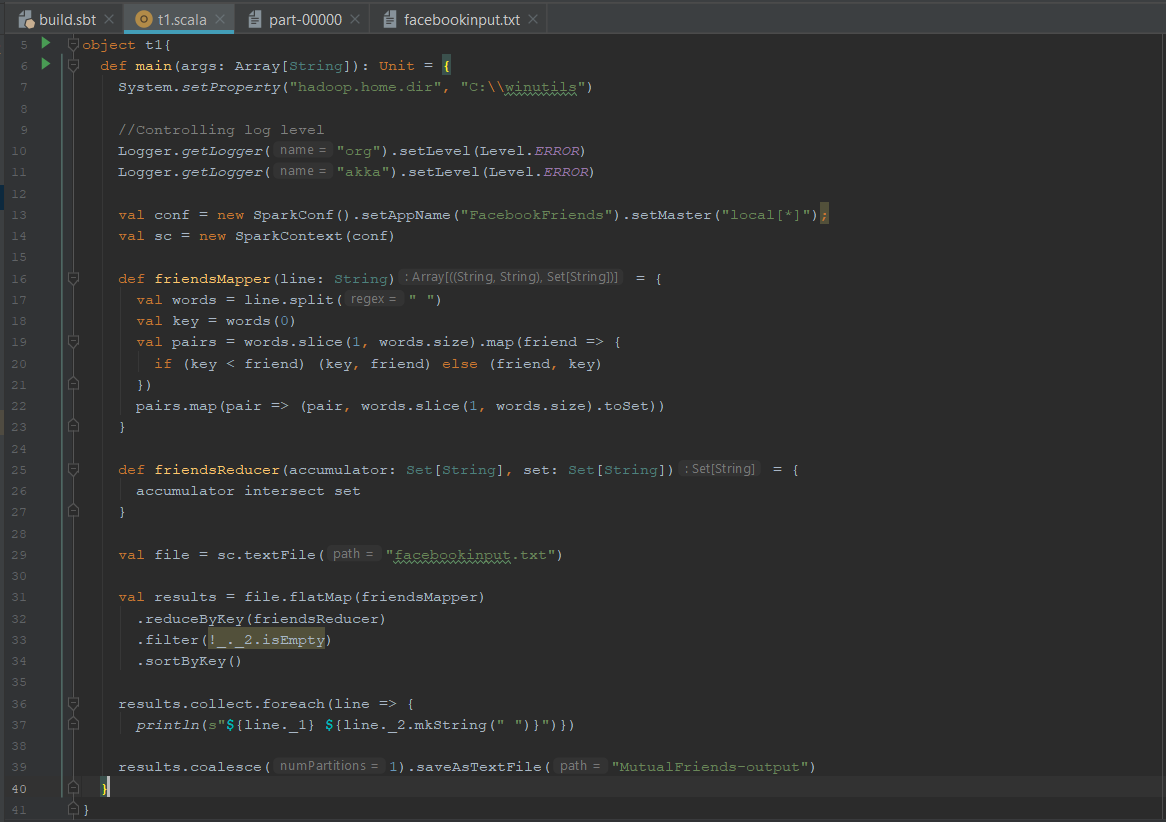 build.sbt t1.scala part-00000 facebookinput.txt
5 object t1{
6 def main(args: Array[String]): Unit = {
7 System.setProperty("hadoop.home.dir", "C:\\winutils")
8
9 //Controlling log level
10 Logger.getLogger( name = "org").setLevel(Level.ERROR)
11 Logger.getLogger( name = "akka").setLevel(Level.ERROR)
12
13 val conf = new SparkConf().setAppName("FacebookFriends").setMaster("local[*]");
14 val sc = new SparkContext(conf)
15
16 def friendsMapper(line: String) : Array[((String, String), Set[String])] = {
17 val words = line.split( regex = " ")
18 val key = words(0)
19 val pairs = words.slice(1, words.size).map(friend => {
20 if (key < friend) (key, friend) else (friend, key)
21 })
22 pairs.map(pair => (pair, words.slice(1, words.size).toSet))
23 }
24
25 def friendsReducer(accumulator: Set[String], set: Set[String]) : Set[String] = {
26 accumulator intersect set
27 }
28
29 val file = sc.textFile( path = "facebookinput.txt")
30
31 val results = file.flatMap(friendsMapper)
32 .reduceByKey(friendsReducer)
33 .filter(!_._2.isEmpty)
34 .sortByKey()
35
36 results.collect.foreach(line => {
37 println(s"${line._1} ${line._2.mkString(" ")}")})
38
39 results.coalesce( numPartitions = 1).saveAsTextFile( path = "MutualFriends-output")
40 }
41 }